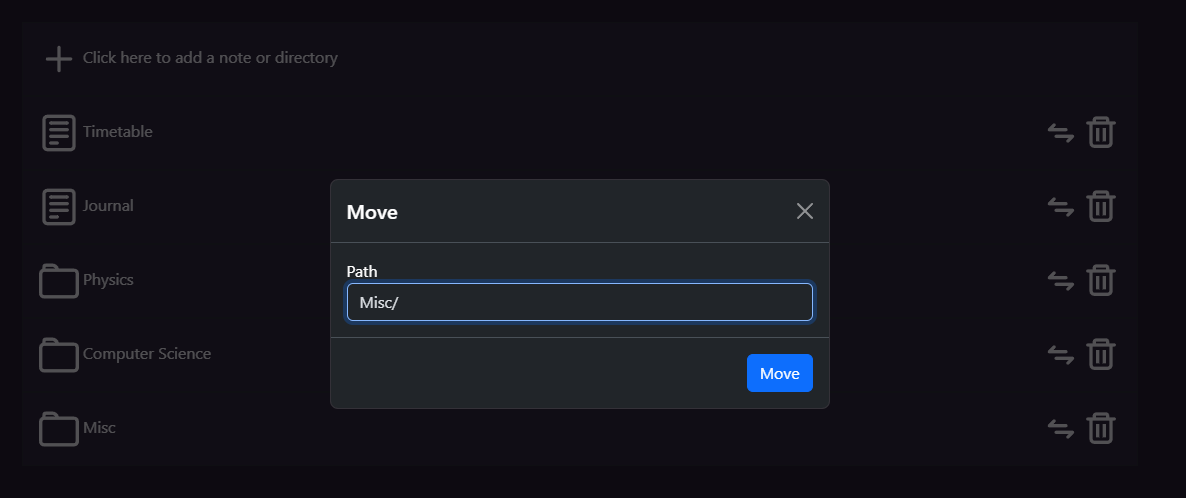 Click here to add a note or directory
Timetable
Journal
Physics
Computer Science
Misc
Move
Path
Misc/
Move